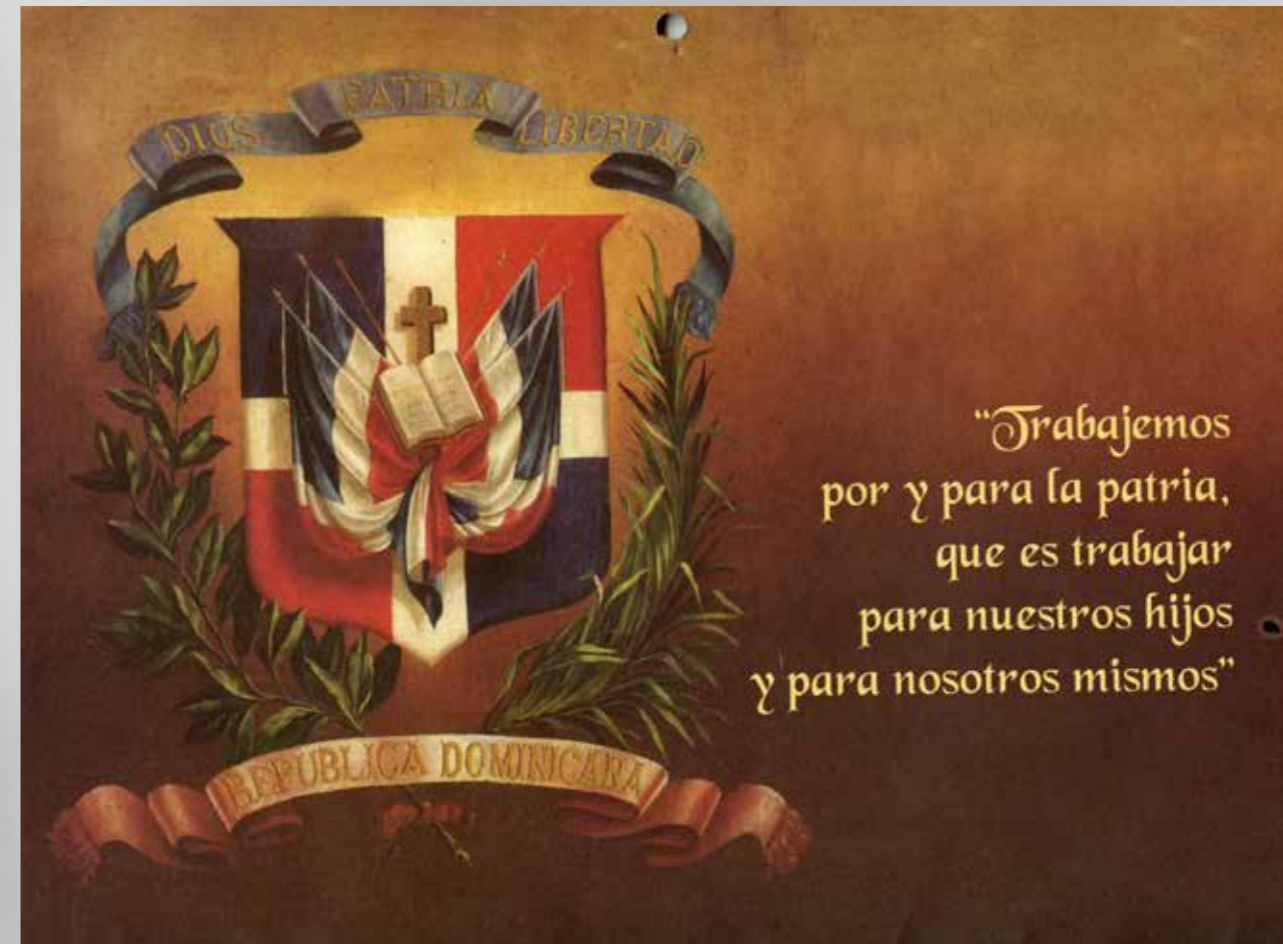 DIOS PATRIA LIBERTAD
REPUBLICA DOMINICANA
“Trabajemos
por y para la patria,
que es trabajar
para nuestros hijos
y para nosotros mismos”